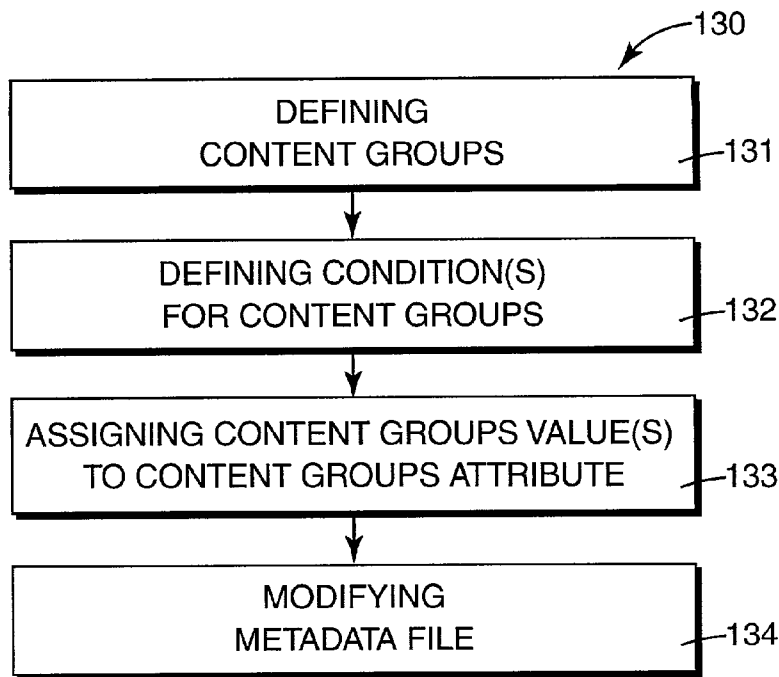 130
DEFINING
CONTENT GROUPS
131
DEFINING CONDITION(S)
FOR CONTENT GROUPS
132
ASSIGNING CONTENT GROUPS VALUE(S)
TO CONTENT GROUPS ATTRIBUTE
133
MODIFYING
METADATA FILE
134